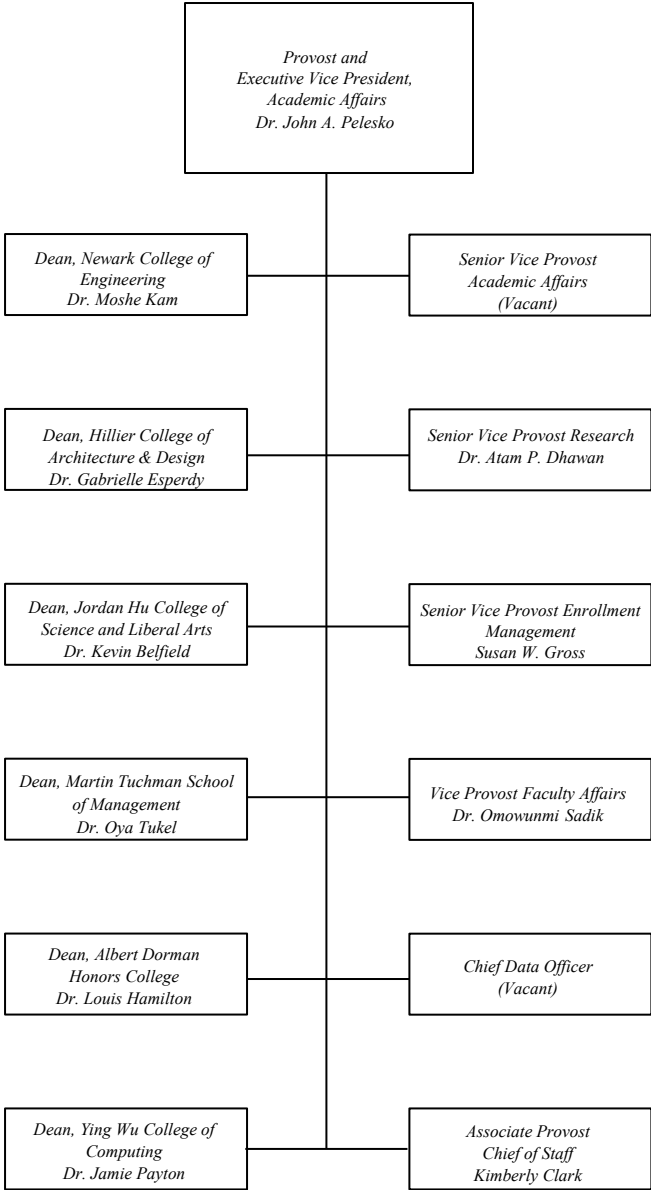 Provost and
Executive Vice President,
Academic Affairs
Dr. John A. Pelesko
Dean, Newark College of
Engineering
Dr. Moshe Kam
Senior Vice Provost
Academic Affairs
(Vacant)
Dean, Hillier College of
Architecture & Design
Dr. Gabrielle Esperdy
Senior Vice Provost Research
Dr. Atam P. Dhawan
Dean, Jordan Hu College of
Science and Liberal Arts
Dr. Kevin Belfield
Senior Vice Provost Enrollment
Management
Susan W. Gross
Dean, Martin Tuchman School
of Management
Dr. Oya Tukel
Vice Provost Faculty Affairs
Dr. Omowunmi Sadik
Dean, Albert Dorman
Honors College
Dr. Louis Hamilton
Chief Data Officer
(Vacant)
Dean, Ying Wu College of
Computing
Dr. Jamie Payton
Associate Provost
Chief of Staff
Kimberly Clark